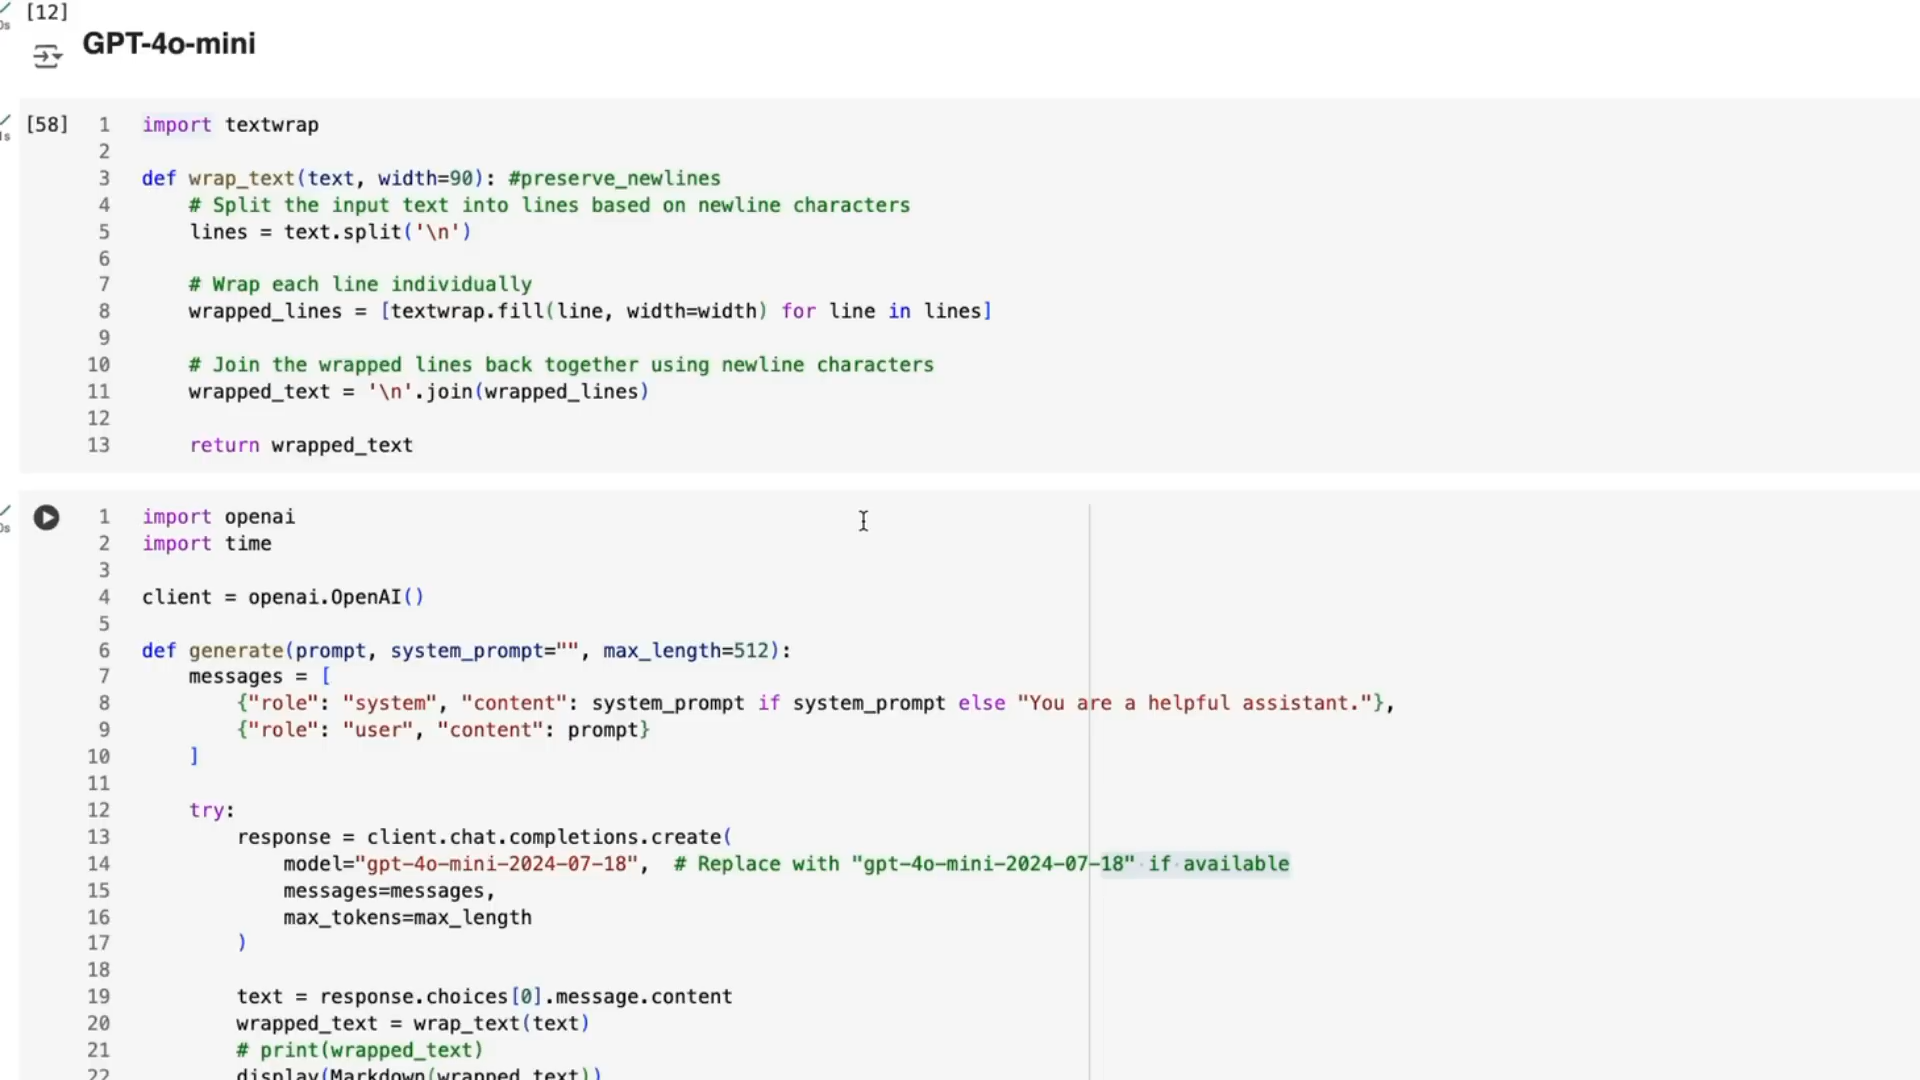 [12]
GPT-4o-mini
[58] 1 import textwrap
2
3 def wrap_text(text, width=90): #preserve_newlines
4 # Split the input text into lines based on newline characters
5 lines = text.split('\n')
6
7 # Wrap each line individually
8 wrapped_lines = [textwrap.fill(line, width=width) for line in lines]
9
10 # Join the wrapped lines back together using newline characters
11 wrapped_text = '\n'.join(wrapped_lines)
12
13 return wrapped_text
1 import openai
2 import time
3
4 client = openai.OpenAI()
5
6 def generate(prompt, system_prompt="", max_length=512):
7 messages = [
8 {"role": "system", "content": system_prompt if system_prompt else "You are a helpful assistant."},
9 {"role": "user", "content": prompt}
10 ]
11
12 try:
13 response = client.chat.completions.create(
14 model="gpt-4o-mini-2024-07-18", # Replace with "gpt-4o-mini-2024-07-18" if available
15 messages=messages,
16 max_tokens=max_length
17 )
18
19 text = response.choices[0].message.content
20 wrapped_text = wrap_text(text)
21 # print(wrapped_text)
22 display(Markdown(wrapped_text))